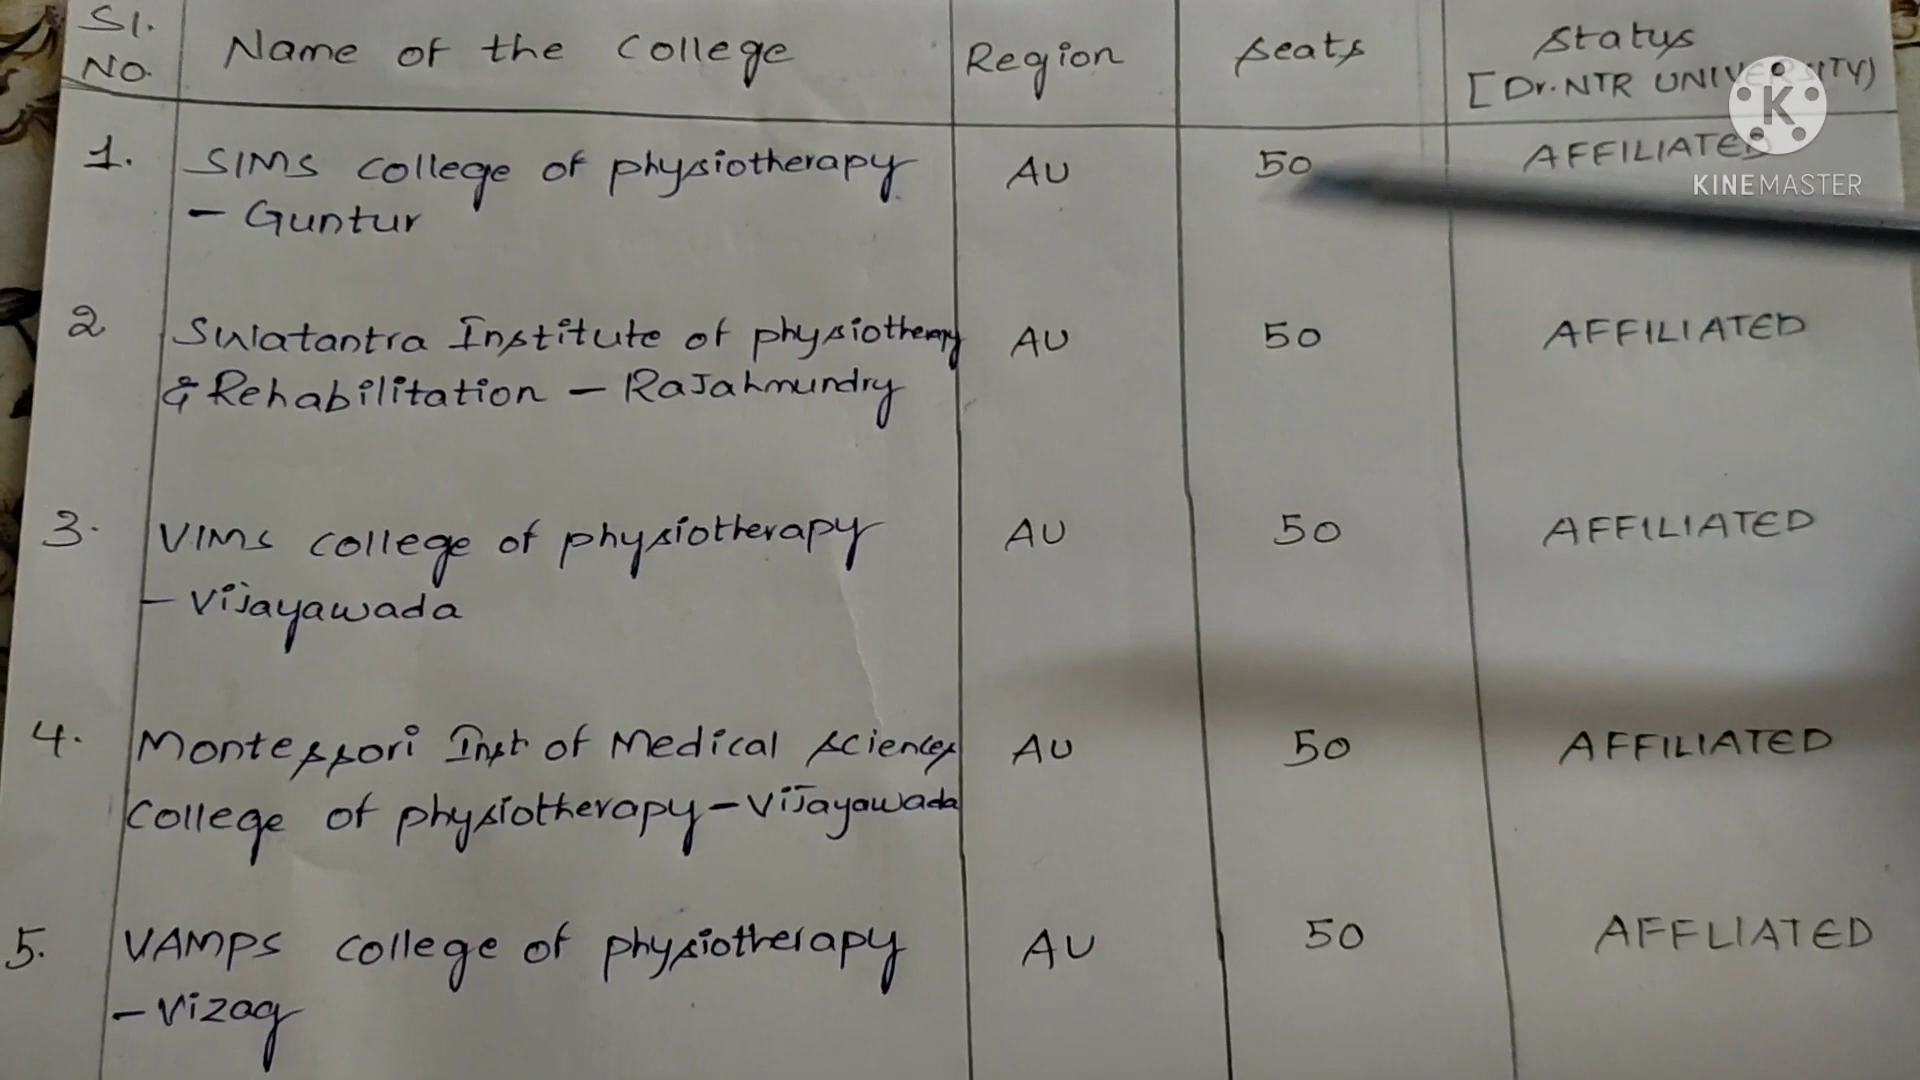 Sl. No. Name of the College Region Seats Status [Dr. NTR UNIVERSITY)
1. SIMS College of physiotherapy AU 50 AFFILIATED
- Guntur
2 Swatantra Institute of physiotherapy AU 50 AFFILIATED
& Rehabilitation - Rajahmundry
3. VIMS College of physiotherapy AU 50 AFFILIATED
- Vijayawada
4. Montessori Inst of Medical Sciences AU 50 AFFILIATED
College of physiotherapy - Vijayawada
5. VAMPS College of physiotherapy AU 50 AFFLIATED
- Vizag
K
KINEMASTER